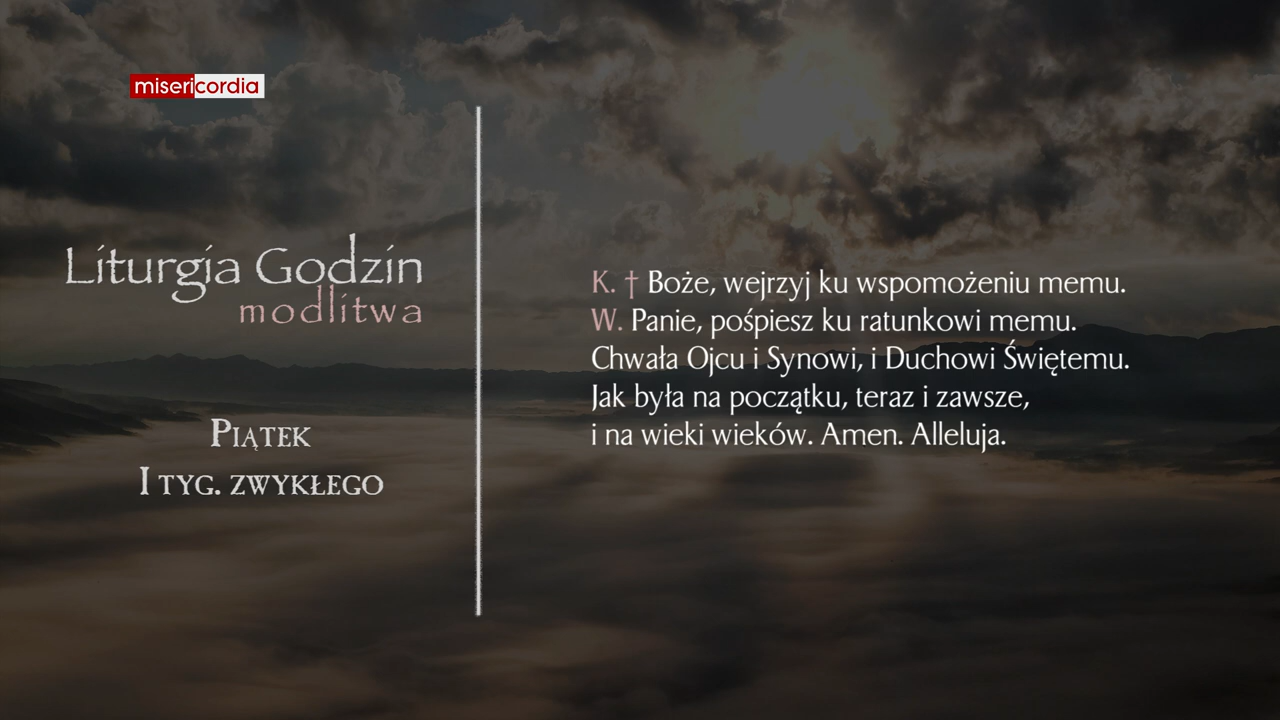 misericordia
Liturgia Godzin
modlitwa
Piątek
I tyg. zwykłego
K. † Boże, wejrzyj ku wspomożeniu memu.
W. Panie, pośpiesz ku ratunkowi memu.
Chwała Ojcu i Synowi, i Duchowi Świętemu.
Jak była na początku, teraz i zawsze,
i na wieki wieków. Amen. Alleluja.